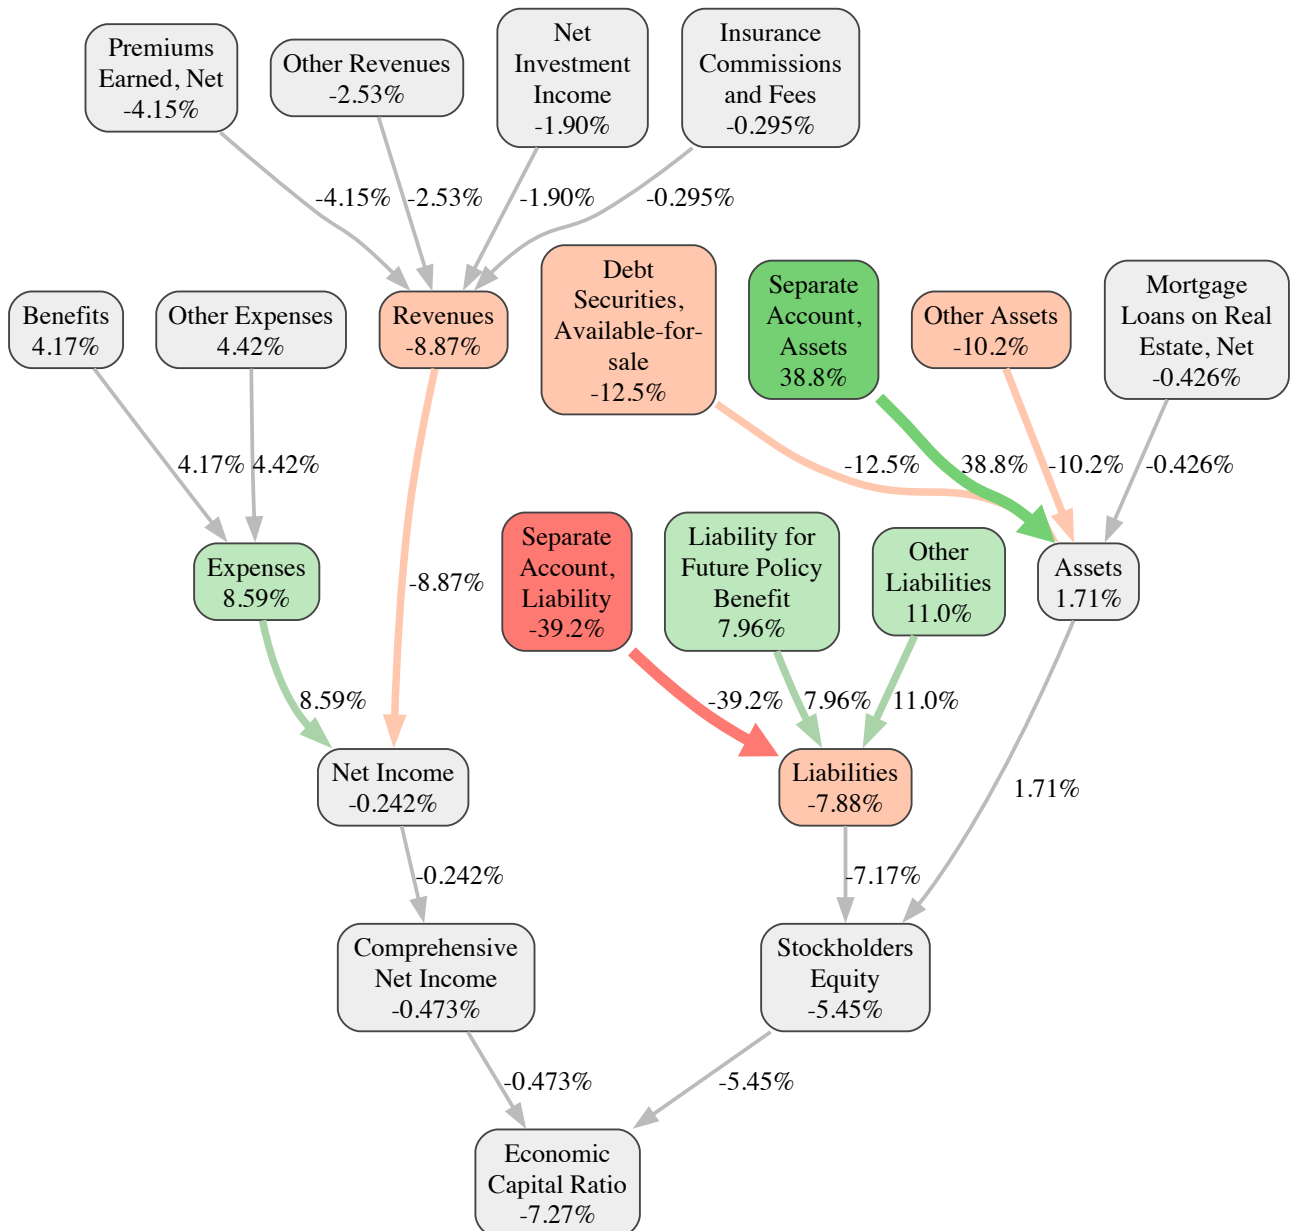 Premiums
Earned, Net
-4.15%
Other Revenues
-2.53%
Net
Investment
Income
-1.90%
Insurance
Commissions
and Fees
-0.295%
-4.15%
-2.53%
-1.90%
-0.295%
Benefits
4.17%
Other Expenses
4.42%
Revenues
-8.87%
Debt
Securities,
Available-for-
sale
-12.5%
Separate
Account,
Assets
38.8%
Other Assets
-10.2%
Mortgage
Loans on Real
Estate, Net
-0.426%
4.17%
4.42%
-12.5%
38.8%
-10.2%
-0.426%
Expenses
8.59%
-8.87%
Separate
Account,
Liability
-39.2%
Liability for
Future Policy
Benefit
7.96%
Other
Liabilities
11.0%
Assets
1.71%
8.59%
-39.2%
7.96%
11.0%
Net Income
-0.242%
Liabilities
-7.88%
1.71%
-0.242%
-7.17%
Comprehensive
Net Income
-0.473%
Stockholders
Equity
-5.45%
-0.473%
-5.45%
Economic
Capital Ratio
-7.27%